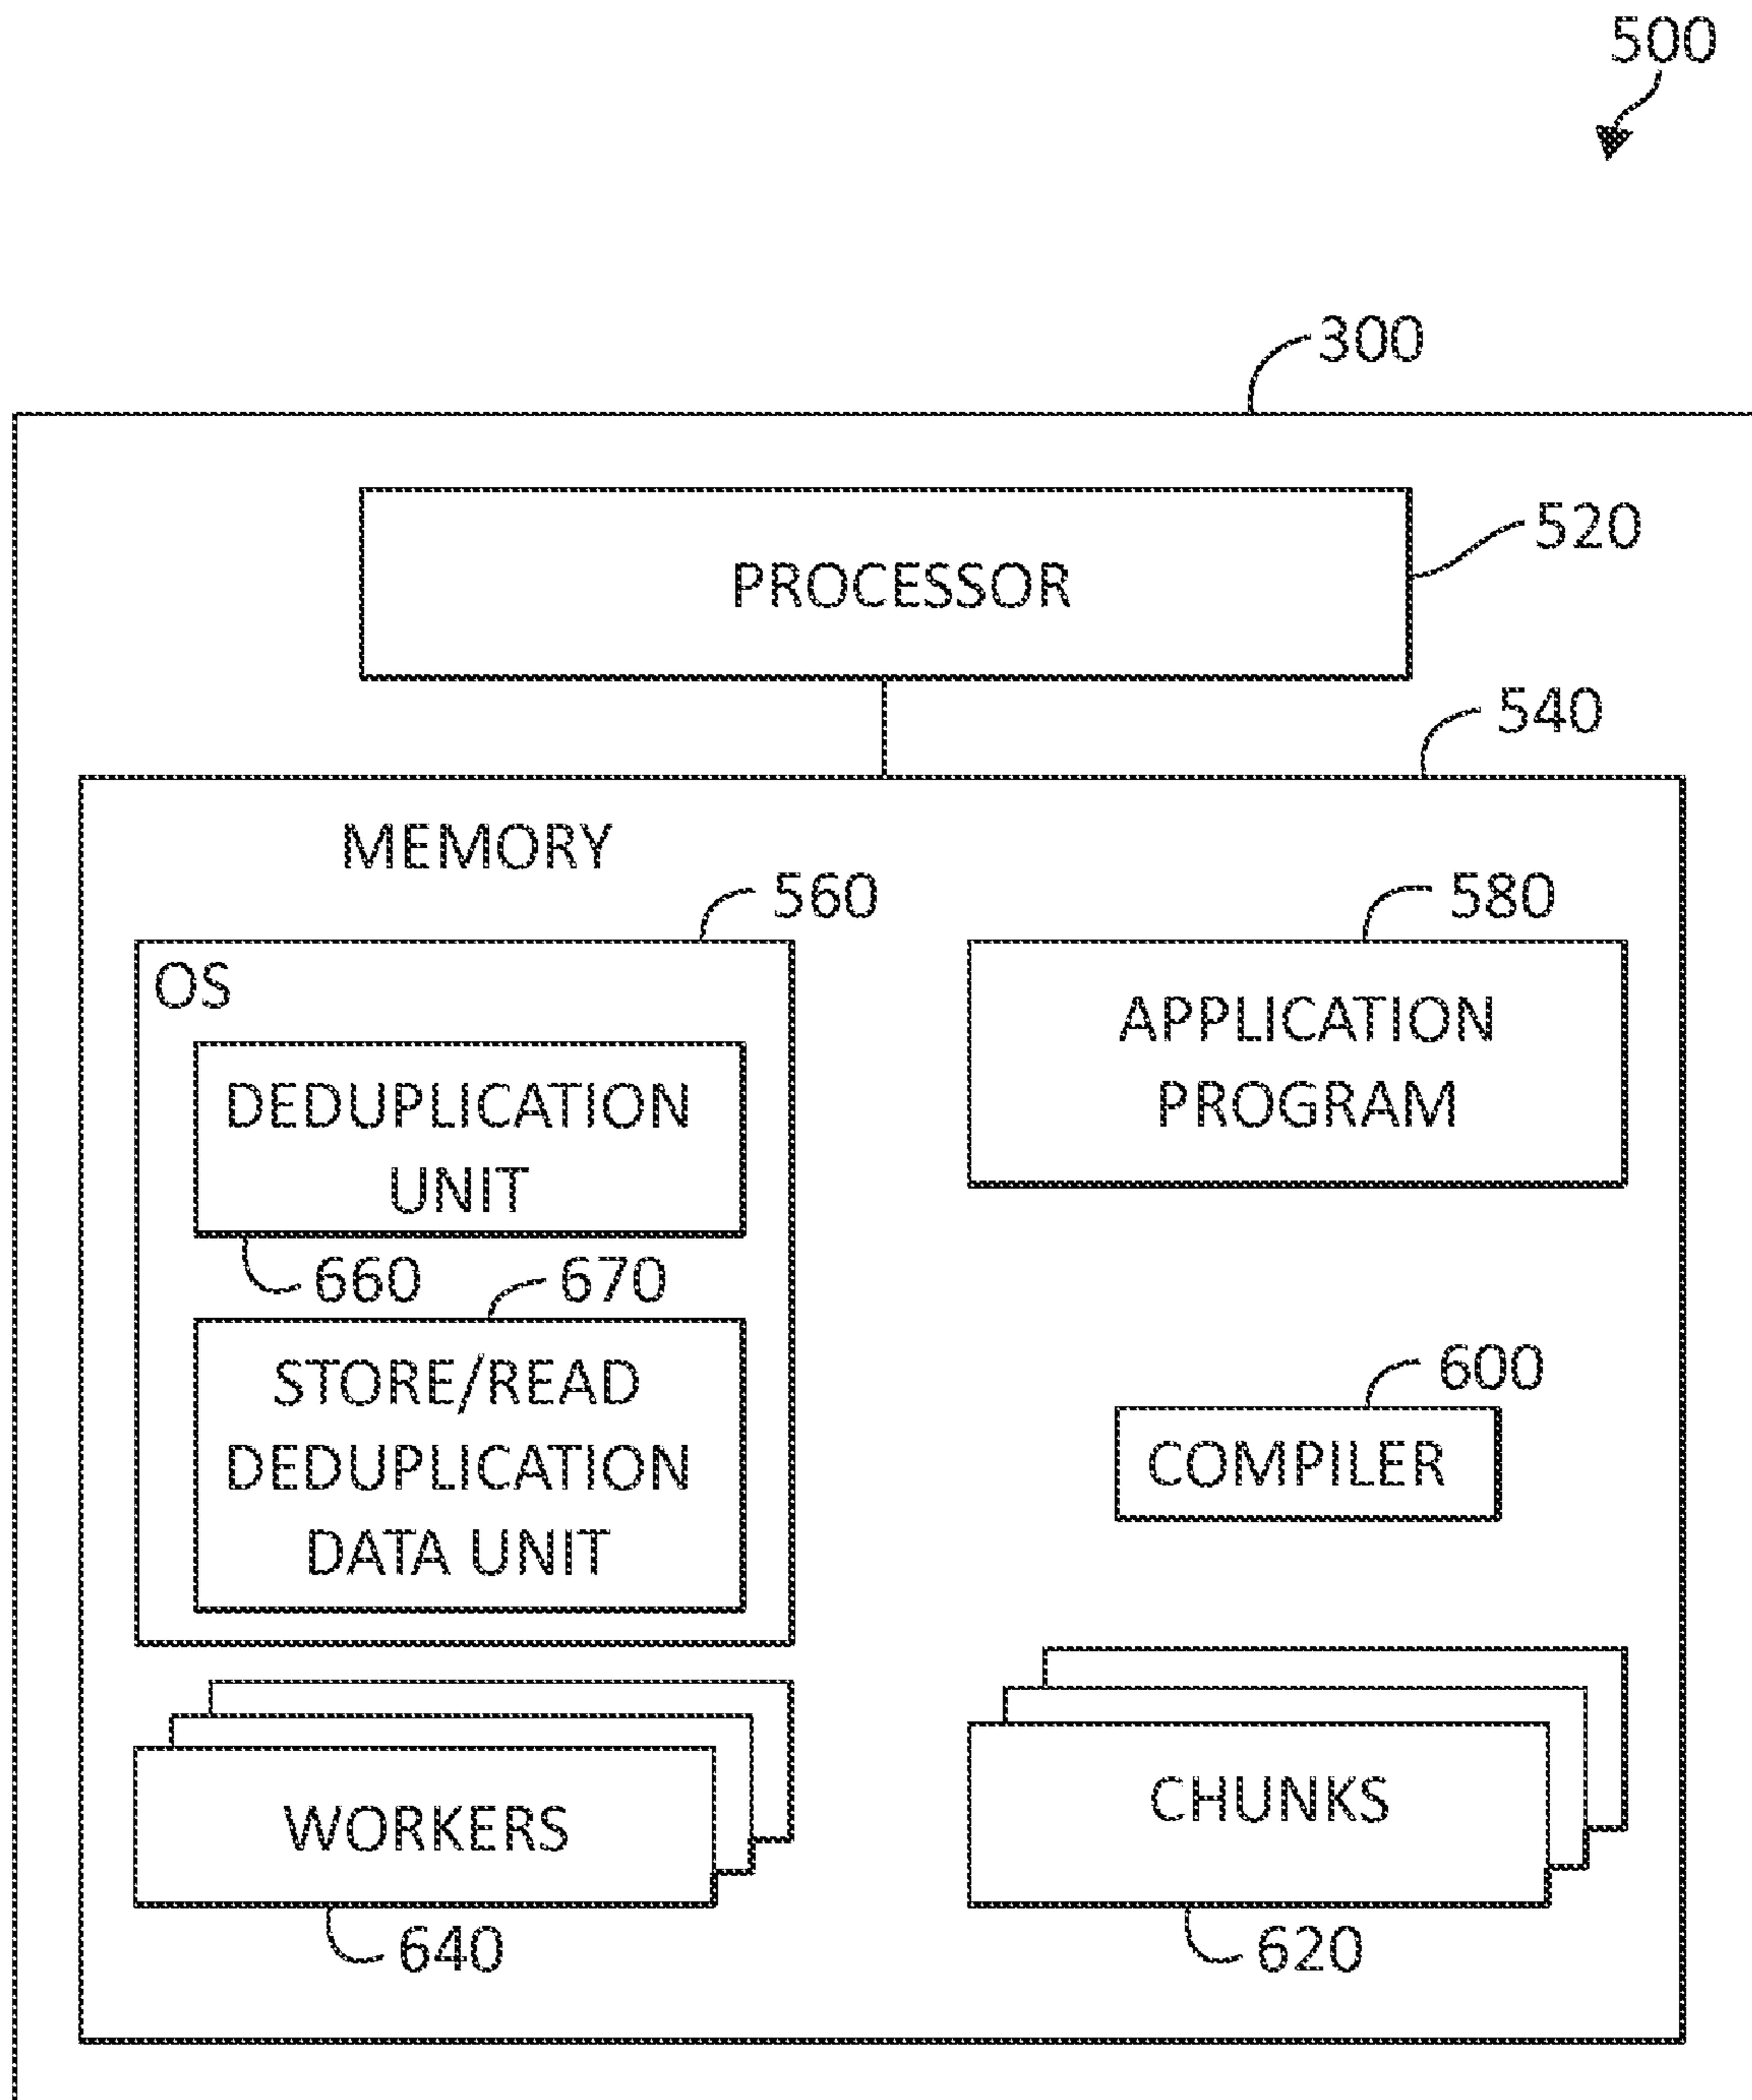 500
300
PROCESSOR
520
540
MEMORY
560
580
OS
APPLICATION
PROGRAM
DEDUPLICATION
UNIT
660
670
STORE/READ
DEDUPLICATION
DATA UNIT
600
COMPILER
WORKERS
CHUNKS
640
620